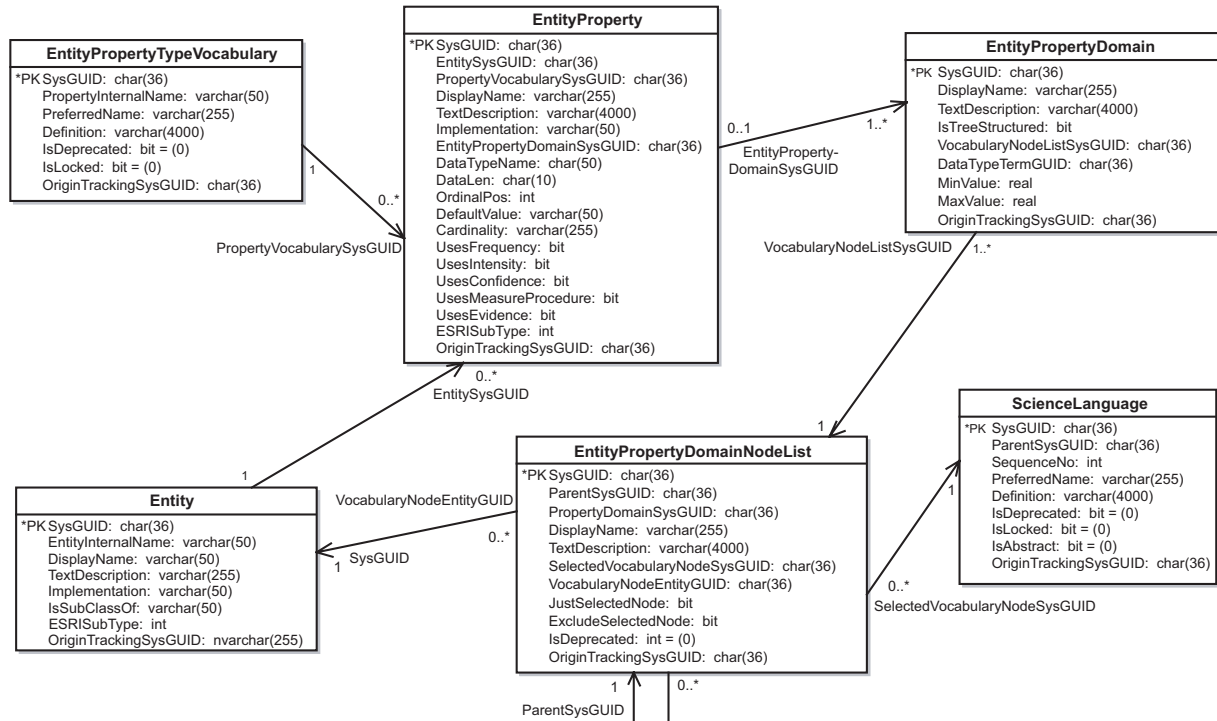 EntityPropertyTypeVocabulary
*PK SysGUID: char(36)
PropertyInternalName: varchar(50)
PreferredName: varchar(255)
Definition: varchar(4000)
IsDeprecated: bit = (0)
IsLocked: bit = (0)
OriginTrackingSysGUID: char(36)
1
0..*
PropertyVocabularySysGUID
EntityProperty
*PK SysGUID: char(36)
EntitySysGUID: char(36)
PropertyVocabularySysGUID: char(36)
DisplayName: varchar(255)
TextDescription: varchar(4000)
Implementation: varchar(50)
EntityPropertyDomainSysGUID: char(36)
DataTypeName: char(50)
DataLen: char(10)
OrdinalPos: int
DefaultValue: varchar(50)
Cardinality: varchar(255)
UsesFrequency: bit
UsesIntensity: bit
UsesConfidence: bit
UsesMeasureProcedure: bit
UsesEvidence: bit
ESRISubType: int
OriginTrackingSysGUID: char(36)
0..1
1..*
EntityProperty-
DomainSysGUID
EntityPropertyDomain
*PK SysGUID: char(36)
DisplayName: varchar(255)
TextDescription: varchar(4000)
IsTreeStructured: bit
VocabularyNodeListSysGUID: char(36)
DataTypeTermGUID: char(36)
MinValue: real
MaxValue: real
OriginTrackingSysGUID: char(36)
VocabularyNodeListSysGUID
1..*
1
0..*
EntitySysGUID
1
Entity
*PK SysGUID: char(36)
EntityInternalName: varchar(50)
DisplayName: varchar(50)
TextDescription: varchar(255)
Implementation: varchar(50)
IsSubClassOf: varchar(50)
ESRISubType: int
OriginTrackingSysGUID: nvarchar(255)
VocabularyNodeEntityGUID
0..*
1
SysGUID
EntityPropertyDomainNodeList
*PK SysGUID: char(36)
ParentSysGUID: char(36)
PropertyDomainSysGUID: char(36)
DisplayName: varchar(255)
TextDescription: varchar(4000)
SelectedVocabularyNodeSysGUID: char(36)
VocabularyNodeEntityGUID: char(36)
JustSelectedNode: bit
ExcludeSelectedNode: bit
IsDeprecated: int = (0)
OriginTrackingSysGUID: char(36)
1
0..*
ParentSysGUID
ScienceLanguage
*PK SysGUID: char(36)
ParentSysGUID: char(36)
SequenceNo: int
PreferredName: varchar(255)
Definition: varchar(4000)
IsDeprecated: bit = (0)
IsLocked: bit = (0)
IsAbstract: bit = (0)
OriginTrackingSysGUID: char(36)
1
0..*
SelectedVocabularyNodeSysGUID